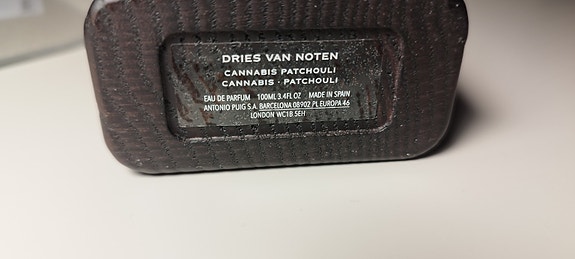 DRIES VAN NOTEN
CANNABIS PATCHOULI
CANNABIS · PATCHOULI
EAU DE PARFUM 100ML 3.4FL OZ MADE IN SPAIN
ANTONIO PUIG S.A. BARCELONA 08902 PL EUROPA 46
LONDON WC1B 5EH